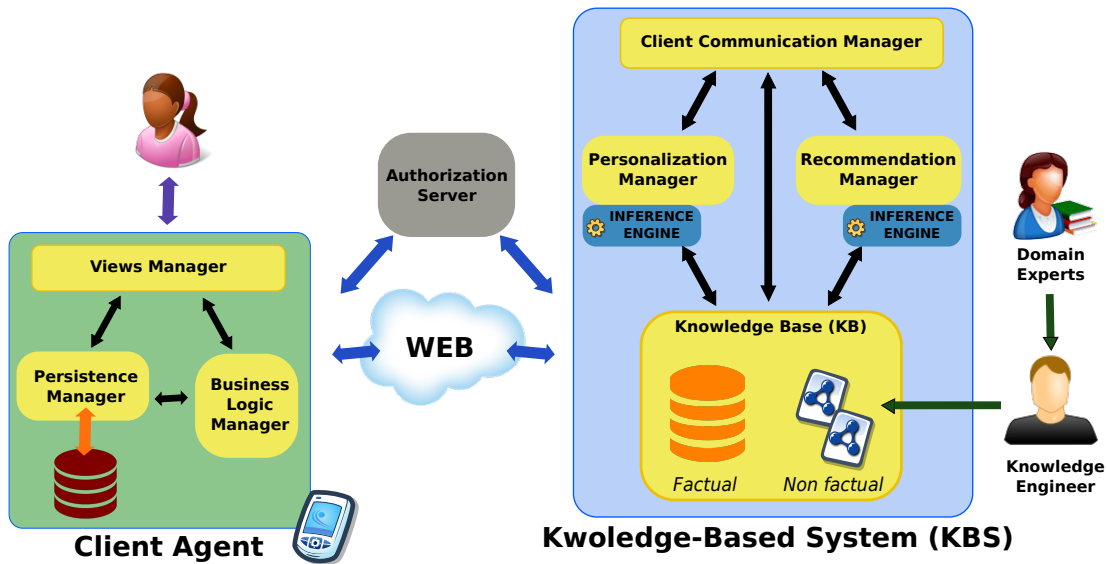 Client Communication Manager
Personalization
Manager
Recommendation
Manager
INFERENCE
ENGINE
INFERENCE
ENGINE
Authorization
Server
Domain
Experts
Views Manager
WEB
Knowledge Base (KB)
Persistence
Manager
Business
Logic
Manager
Factual
Non factual
Knowledge
Engineer
Client Agent
Kwoledge-Based System (KBS)